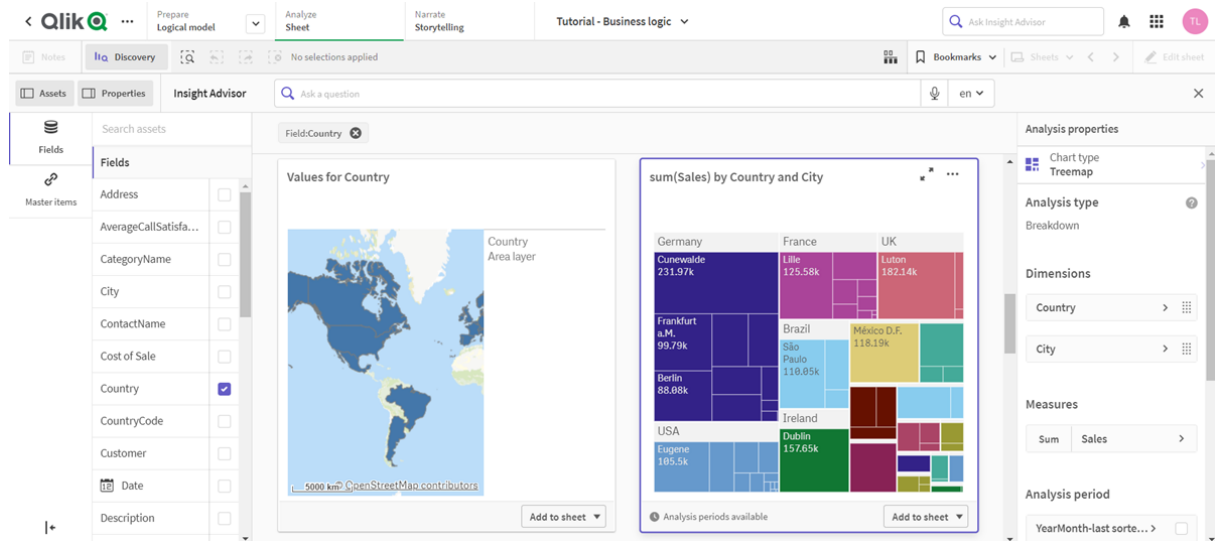 Qlik
Prepare
Logical model
Analyze
Sheet
Narrate
Storytelling
Tutorial - Business logic
Ask Insight Advisor
TL
Notes
Discovery
No selections applied
Bookmarks
Sheets
Edit sheet
Assets
Properties
Insight Advisor
Ask a question
en
Fields
Master items
Search assets
Fields
Address
AverageCallSatisfa...
CategoryName
City
ContactName
Cost of Sale
Country
CountryCode
Customer
Date
Description
Field:Country
Values for Country
Country
Area layer
5000 km
© OpenStreetMap contributors
Add to sheet
sum(Sales) by Country and City
Germany
Cunewalde
231.97k
Frankfurt
a.M.
99.79k
Berlin
88.08k
USA
Eugene
105.5k
France
Lille
125.58k
UK
Luton
182.14k
Brazil
São
Paulo
110.05k
México D.F.
118.19k
Ireland
Dublin
157.65k
Analysis periods available
Add to sheet
Analysis properties
Chart type
Treemap
Analysis type
Breakdown
Dimensions
Country
City
Measures
Sum
Sales
Analysis period
YearMonth-last sorte...